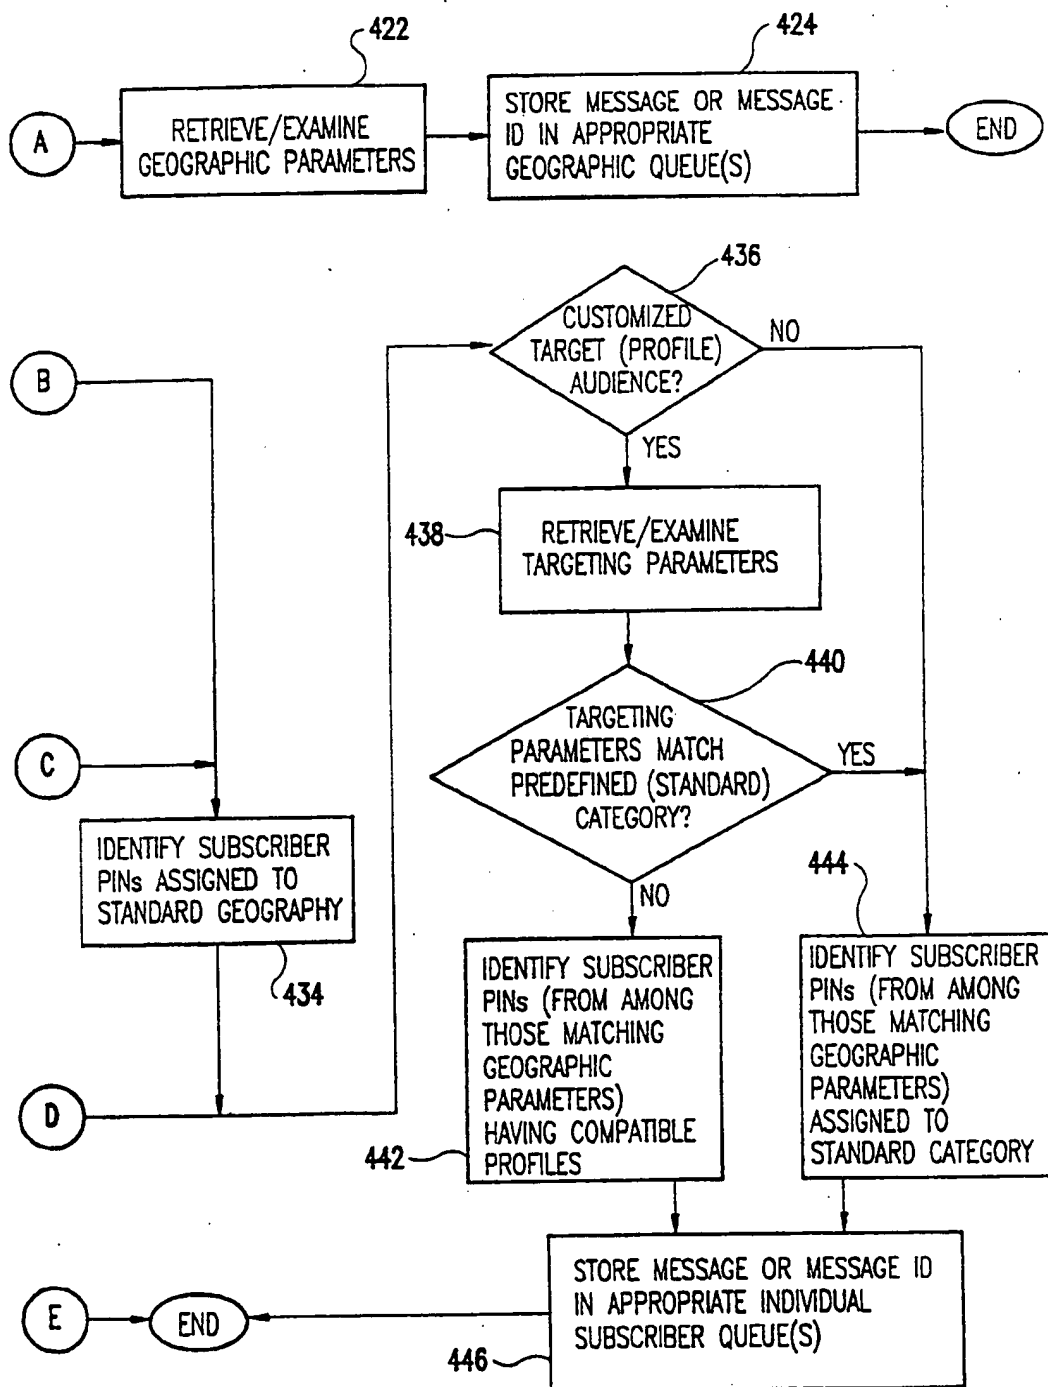 422
424
A
RETRIEVE/EXAMINE
GEOGRAPHIC PARAMETERS
STORE MESSAGE OR MESSAGE
ID IN APPROPRIATE
GEOGRAPHIC QUEUE(S)
END
436
CUSTOMIZED
TARGET (PROFILE)
AUDIENCE?
NO
B
YES
438
RETRIEVE/EXAMINE
TARGETING PARAMETERS
440
TARGETING
PARAMETERS MATCH
PREDEFINED (STANDARD)
CATEGORY?
YES
C
NO
IDENTIFY SUBSCRIBER
PINs ASSIGNED TO
STANDARD GEOGRAPHY
434
444
IDENTIFY SUBSCRIBER
PINs (FROM AMONG
THOSE MATCHING
GEOGRAPHIC
PARAMETERS)
HAVING COMPATIBLE
PROFILES
442
IDENTIFY SUBSCRIBER
PINs (FROM AMONG
THOSE MATCHING
GEOGRAPHIC
PARAMETERS)
ASSIGNED TO
STANDARD CATEGORY
D
STORE MESSAGE OR MESSAGE ID
IN APPROPRIATE INDIVIDUAL
SUBSCRIBER QUEUE(S)
446
E
END